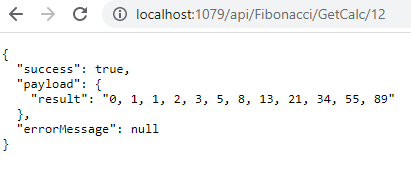 localhost:1079/api/Fibonacci/GetCalc/12
{
  "success": true,
  "payload": {
    "result": "0, 1, 1, 2, 3, 5, 8, 13, 21, 34, 55, 89"
  },
  "errorMessage": null
}